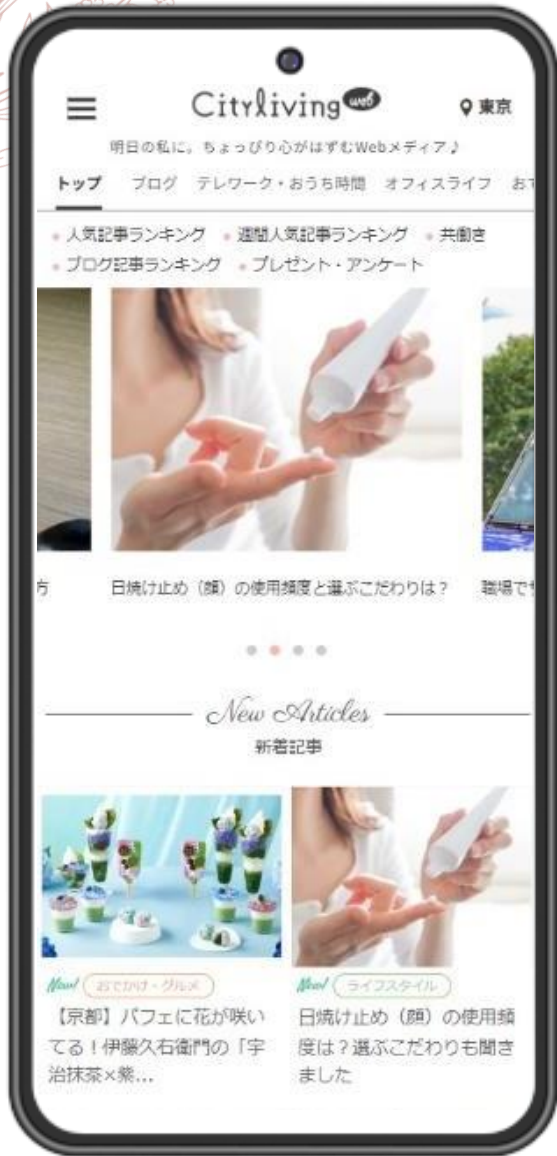 Cityliving web
東京
明日の私に。ちょっぴり心がはずむWebメディア♪
トップ ブログ テレワーク・おうち時間 オフィスライフ おで
人気記事ランキング 週間人気記事ランキング 共働き
ブログ記事ランキング プレゼント・アンケート
方 日焼け止め（顔）の使用頻度と選ぶこだわりは？ 職場で
New Articles
新着記事
New! おでかけ・グルメ
【京都】パフェに花が咲い
てる！伊藤久右衛門の「宇
治抹茶×紫...
New! ライフスタイル
日焼け止め（顔）の使用頻
度は？選ぶこだわりも聞き
ました